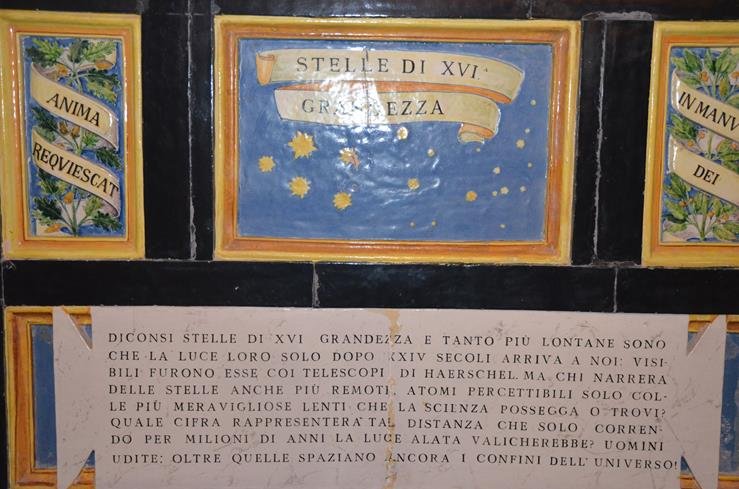 STELLE DI XVI.
GRANDEZZA
ANIMA
REQVIESCAT
IN MANV
DEI
DICONSI STELLE DI XVI GRANDEZZA E TANTO PIÙ LONTANE SONO
CHE LA LUCE LORO SOLO DOPO XXIV SECOLI ARRIVA A NOI: VISI-
BILI FURONO ESSE COI TELESCOPI DI HAERSCHEL. MA CHI NARRERÀ
DELLE STELLE ANCHE PIÙ REMOTE, ATOMI PERCETTIBILI SOLO COL-
LE PIÙ MERAVIGLIOSE LENTI CHE LA SCIENZA POSSEGGA O TROVI?
QUALE CIFRA RAPPRESENTERÀ TAL DISTANZA CHE SOLO CORREN-
DO PER MILIONI DI ANNI LA LUCE ALATA VALICHEREBBE? UOMINI
UDITE: OLTRE QUELLE SPAZIANO ANCORA I CONFINI DELL'UNIVERSO!